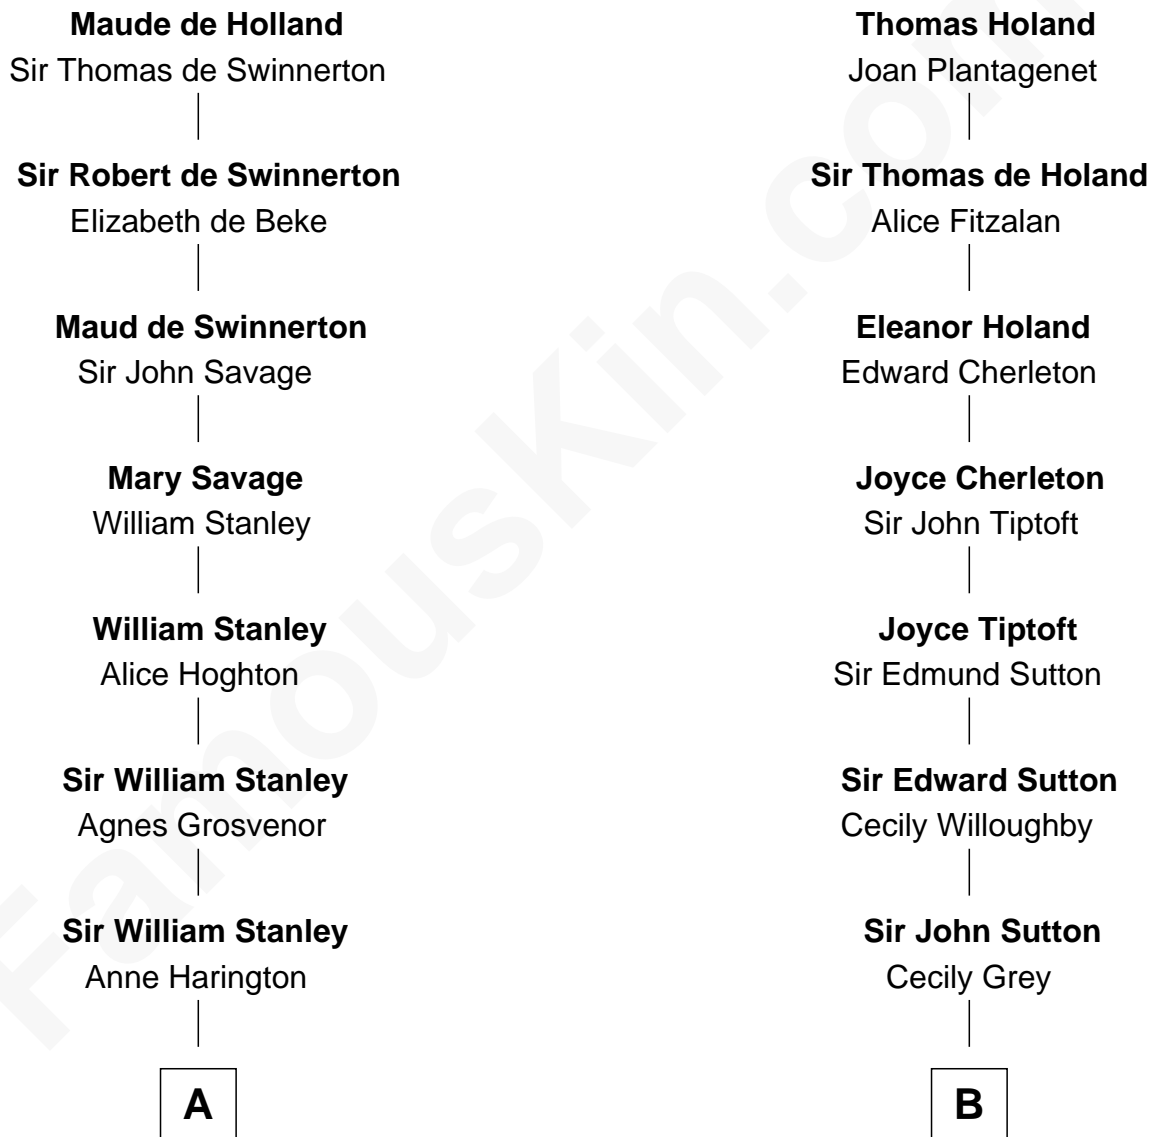 Maude de Holland
Sir Thomas de Swinnerton
Sir Robert de Swinnerton
Elizabeth de Beke
Maud de Swinnerton
Sir John Savage
Mary Savage
William Stanley
William Stanley
Alice Hoghton
Sir William Stanley
Agnes Grosvenor
Sir William Stanley
Anne Harington
A
Thomas Holand
Joan Plantagenet
Sir Thomas de Holand
Alice Fitzalan
Eleanor Holand
Edward Cherleton
Joyce Cherleton
Sir John Tiptoft
Joyce Tiptoft
Sir Edmund Sutton
Sir Edward Sutton
Cecily Willoughby
Sir John Sutton
Cecily Grey
B
FamousKin.com